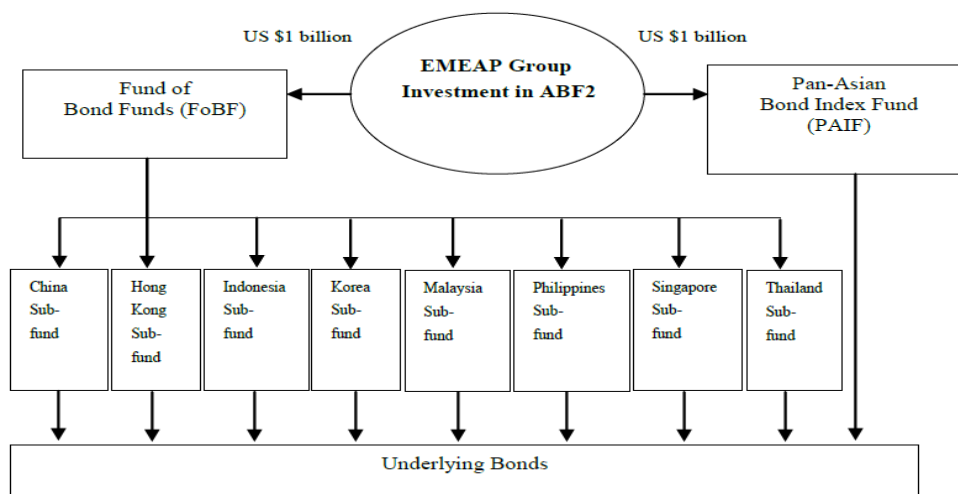 US $1 billion
US $1 billion
EMEAP Group
Investment in ABF2
Fund of
Bond Funds (FoBF)
Pan-Asian
Bond Index Fund
(PAIF)
China
Sub-
fund
Hong
Kong
Sub-
fund
Indonesia
Sub-
fund
Korea
Sub-
fund
Malaysia
Sub-
fund
Philippines
Sub-
fund
Singapore
Sub-
fund
Thailand
Sub-
fund
Underlying Bonds